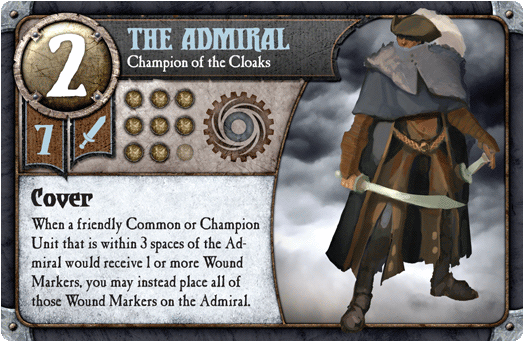 2
THE ADMIRAL
Champion of the Cloaks
7
Cover
When a friendly Common or Champion
Unit that is within 3 spaces of the Ad-
miral would receive 1 or more Wound
Markers, you may instead place all of
those Wound Markers on the Admiral.